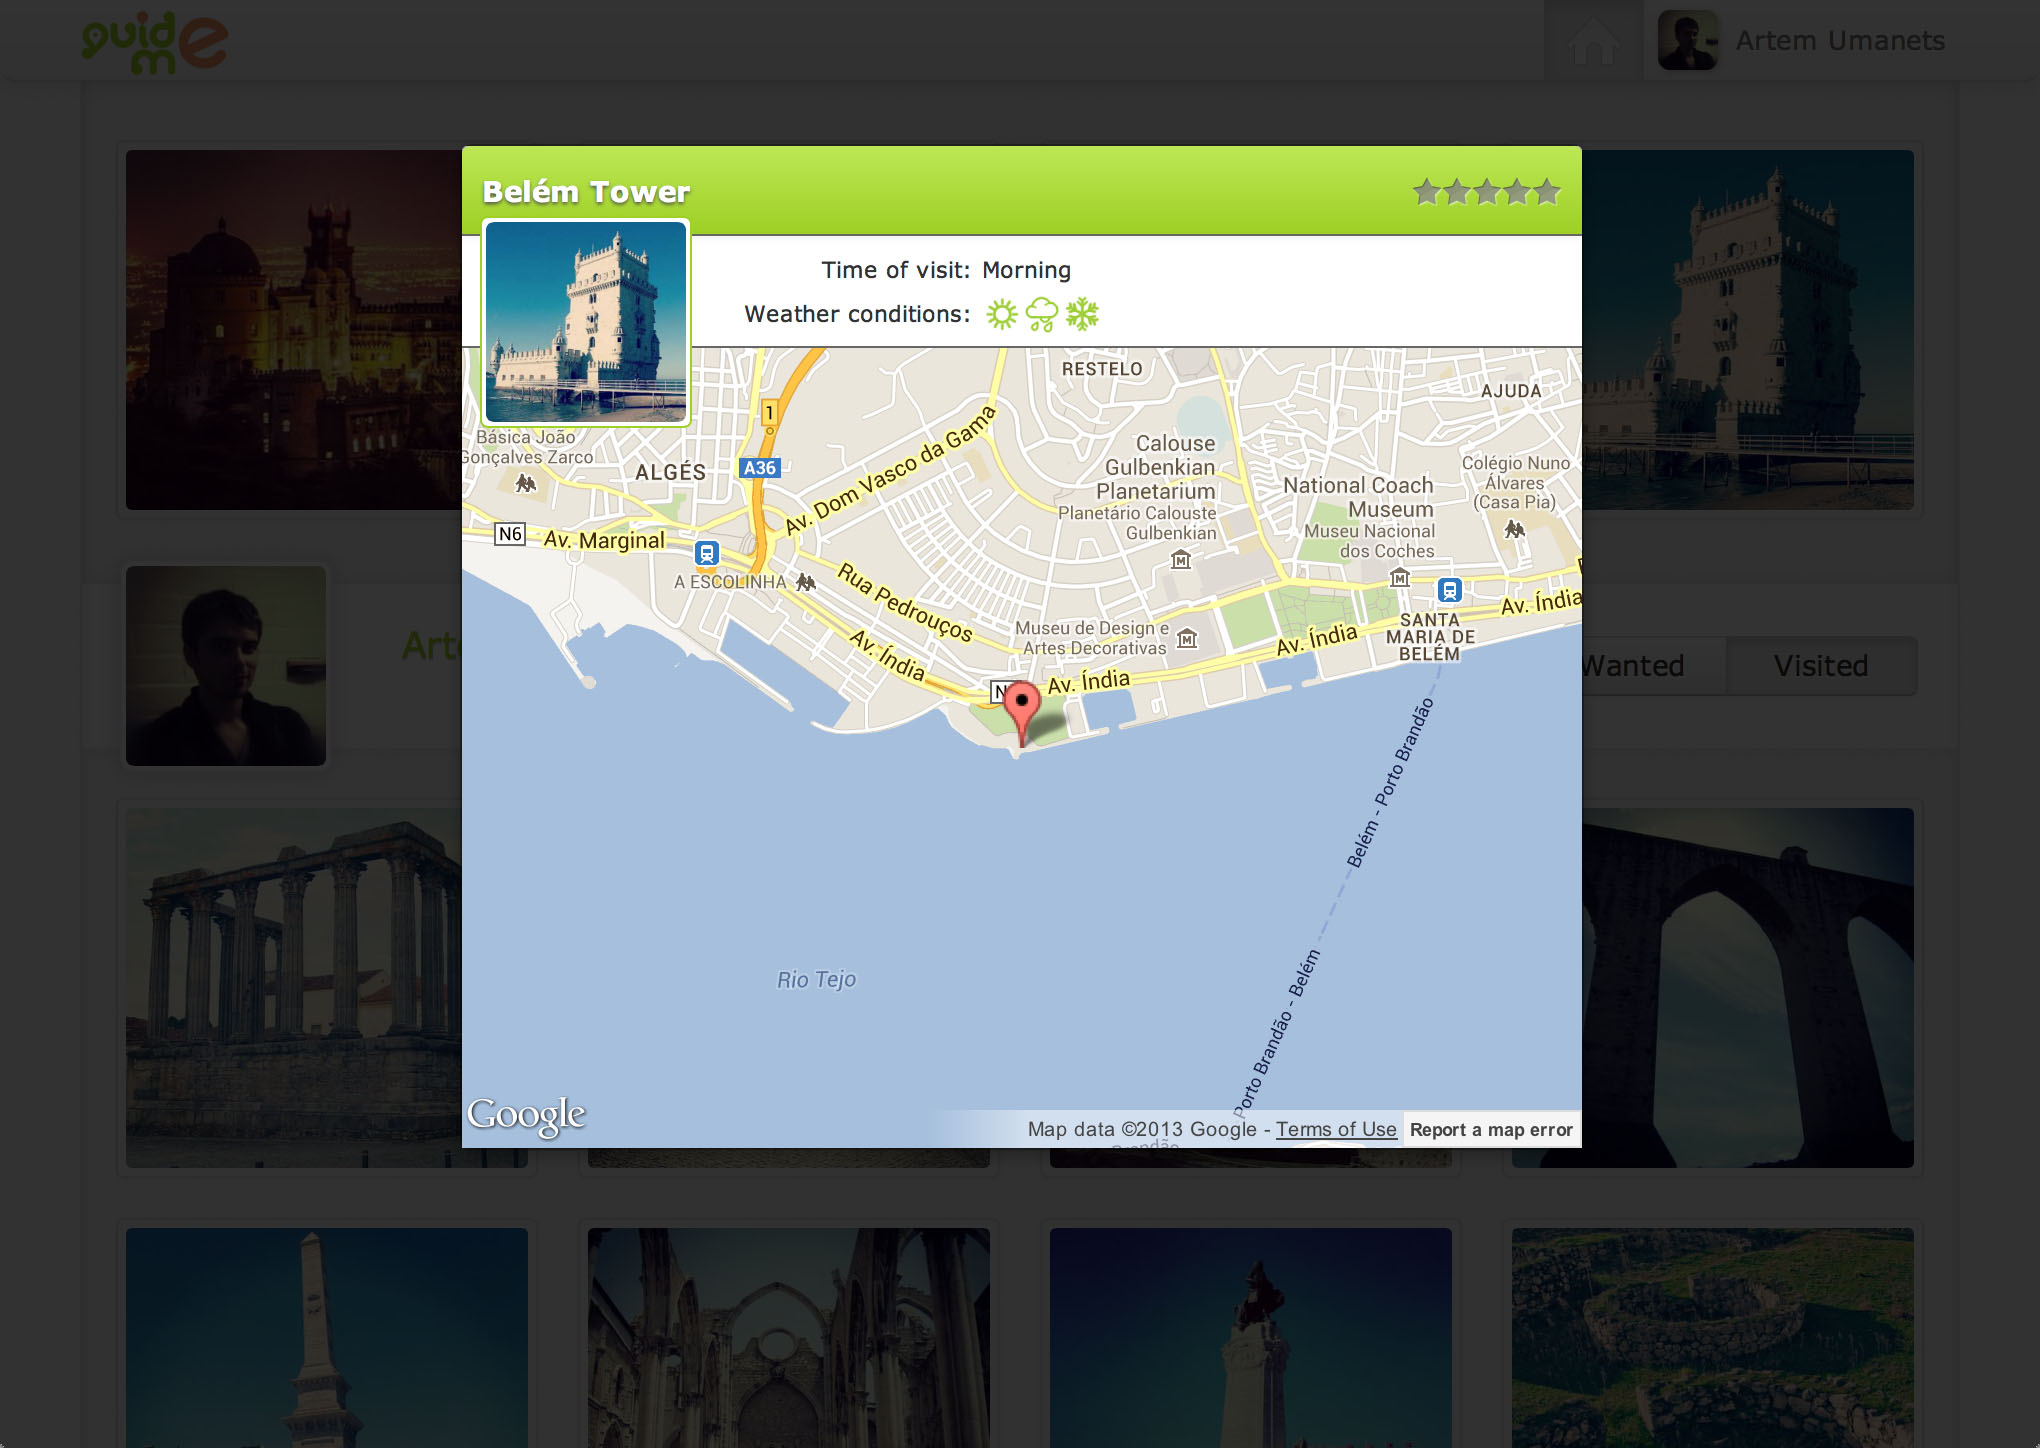 guide
me
Artem Umanets
Belém Tower
Time of visit: Morning
Weather conditions:
RESTELO
AJUDA
1
Básica João
Gonçalves Zarco
ALGÉS
A36
Av. Dom Vasco da Gama
Calouse
Gulbenkian
Planetarium
Planetário Calouste
Gulbenkian
National Coach
Museum
Museu Nacional
dos Coches
Colégio Nuno
Álvares
(Casa Pia)
N6
Av. Marginal
A ESCOLINHA
Rua Pedrouços
Av. Índia
Museu de Design e
Artes Decorativas
Av. Índia
SANTA
MARIA DE
BELÉM
Av. Índia
Av. Índia
Wanted
Visited
Belém - Porto Brandão
Porto Brandão - Belém
Rio Tejo
Google
Map data ©2013 Google - Terms of Use
Report a map error